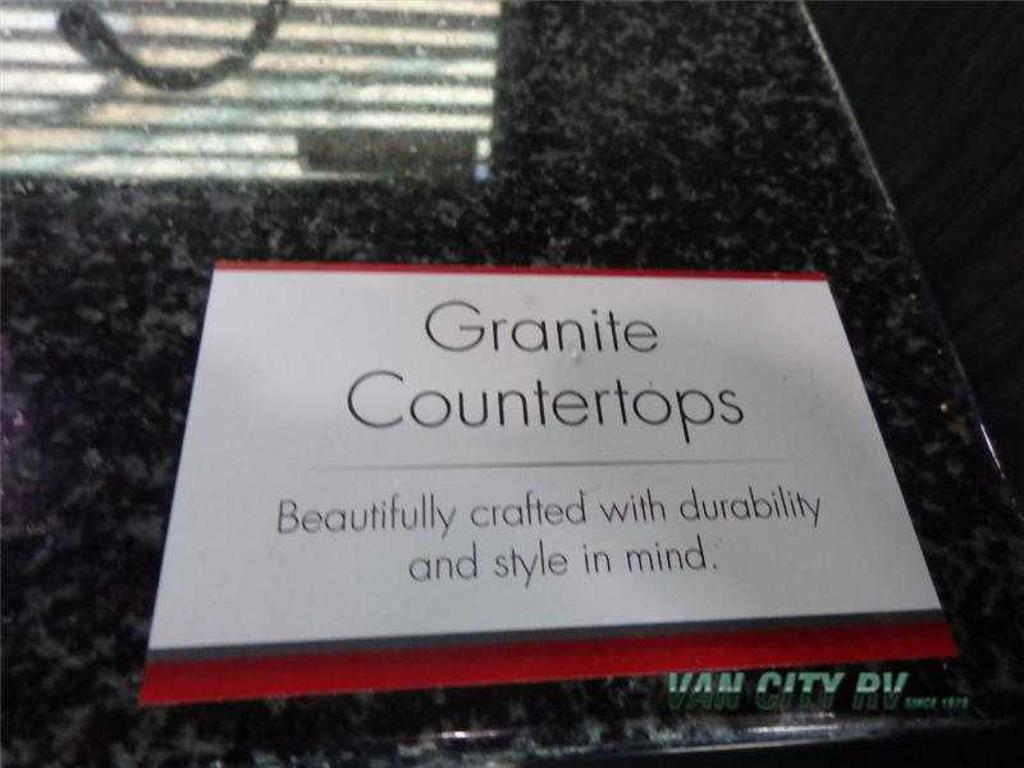 Granite
Countertops
Beautifully crafted with durability
and style in mind.
VAN CITY RV